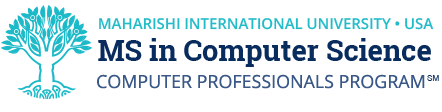 MAHARISHI INTERNATIONAL UNIVERSITY • USA
MS in Computer Science
COMPUTER PROFESSIONALS PROGRAM℠